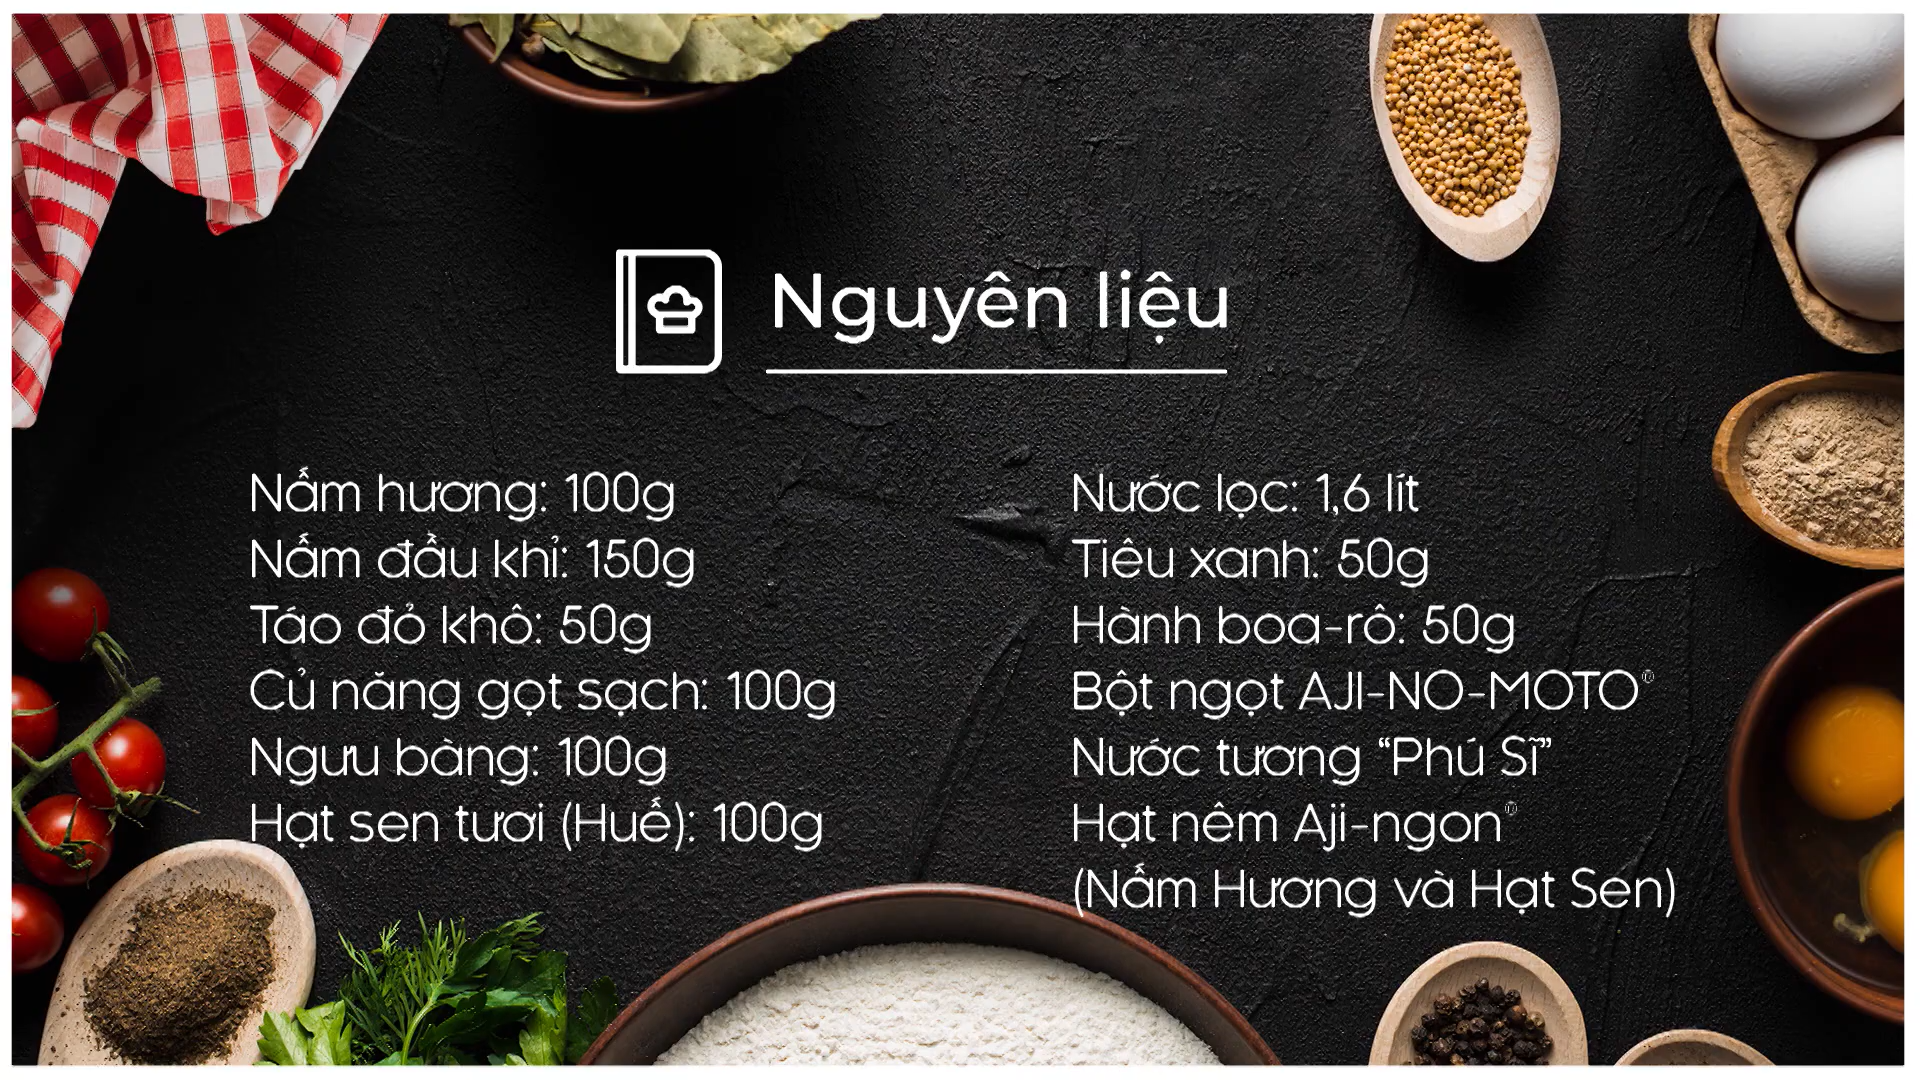 Nguyên liệu
Nấm hương: 100g
Nấm đầu khỉ: 150g
Táo đỏ khô: 50g
Củ năng gọt sạch: 100g
Ngưu bàng: 100g
Hạt sen tươi (Huế): 100g
Nước lọc: 1,6 lít
Tiêu xanh: 50g
Hành boa-rô: 50g
Bột ngọt AJI-NO-MOTO®
Nước tương “Phú Sĩ”
Hạt nêm Aji-ngon®
(Nấm Hương và Hạt Sen)